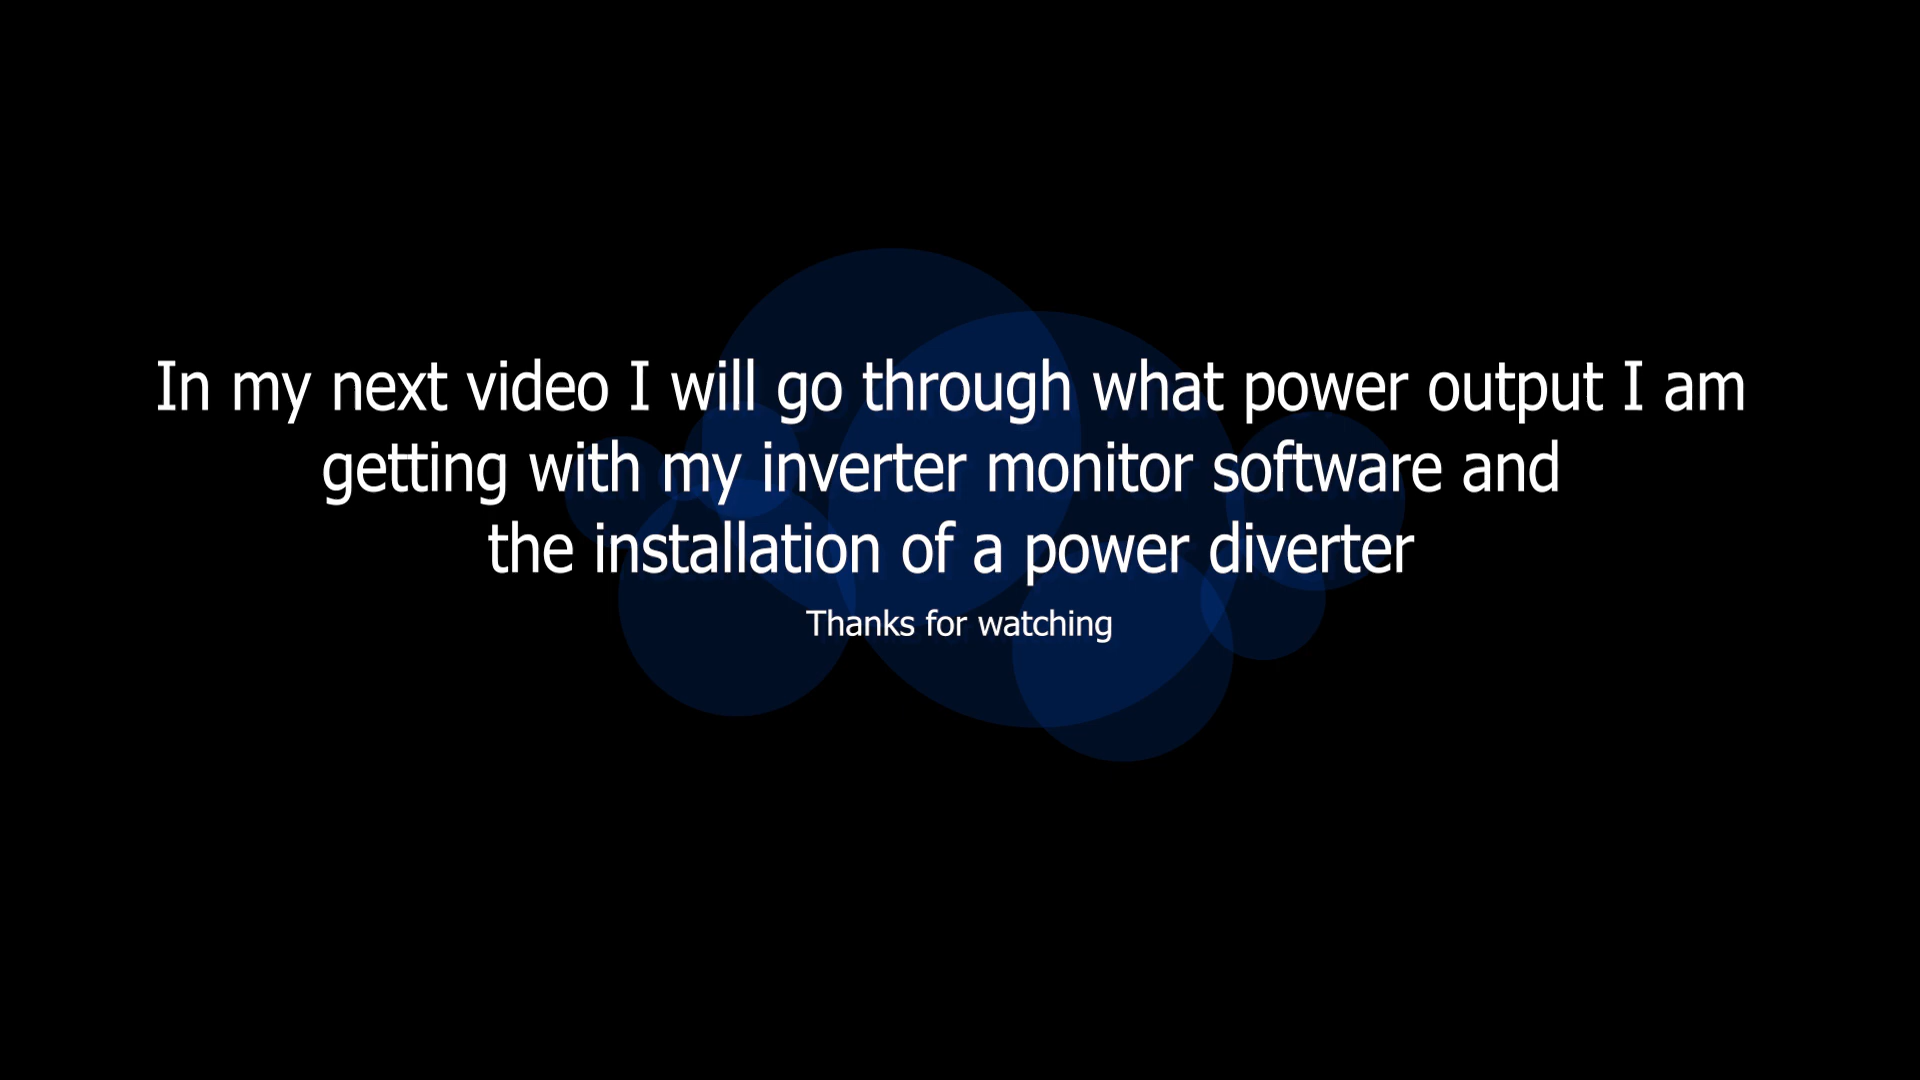 In my next video I will go through what power output I am
getting with my inverter monitor software and
the installation of a power diverter
Thanks for watching